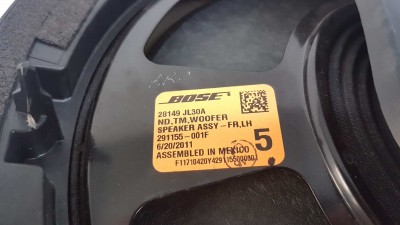 BOSE
28149 JL30A
ND,TM,WOOFER
SPEAKER ASSY-FR,LH
291155-001F
6/20/2011
ASSEMBLED IN MEXICO
5